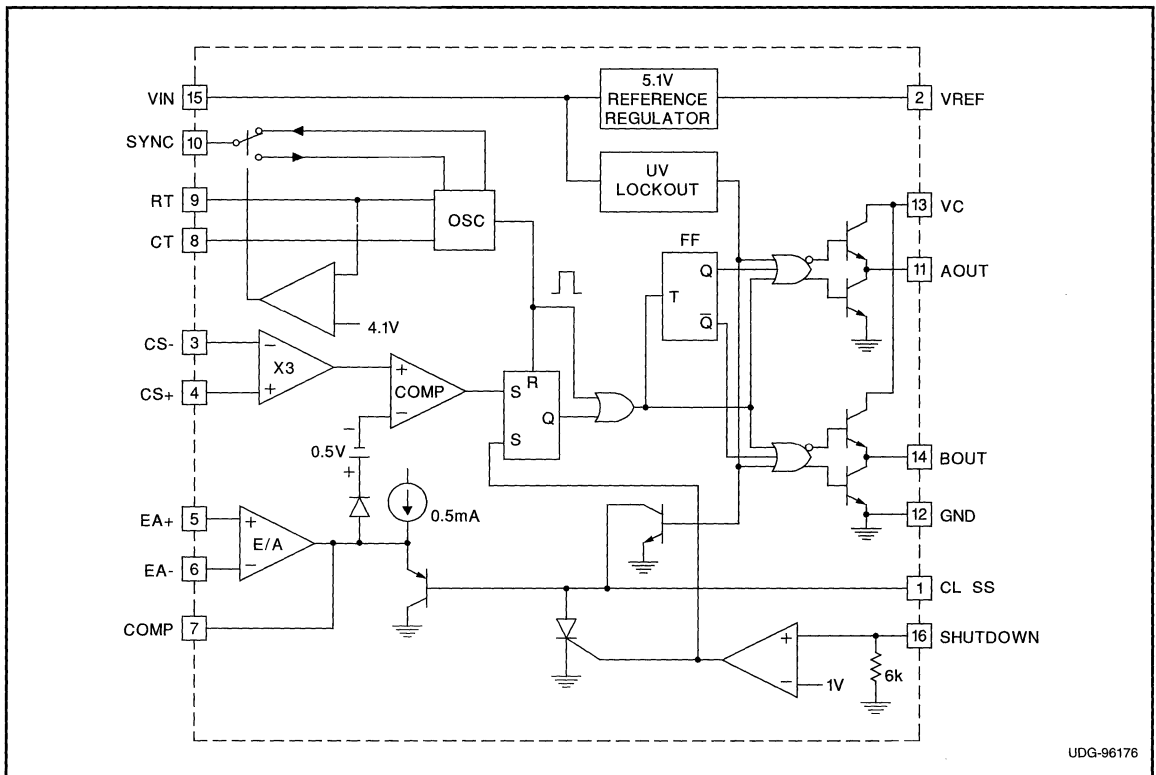 VIN 15
SYNC 10
RT 9
CT 8
CS- 3
CS+ 4
EA+ 5
EA- 6
COMP 7
5.1V
REFERENCE
REGULATOR
UV
LOCKOUT
OSC
4.1V
−
X3
+
+
COMP
−
−
0.5V
+
0.5mA
+
E/A
−
R
S
Q
S
FF
Q
T
Q̅
+
−
1V
6k
2 VREF
13 VC
11 AOUT
14 BOUT
12 GND
1 CL SS
16 SHUTDOWN
UDG-96176